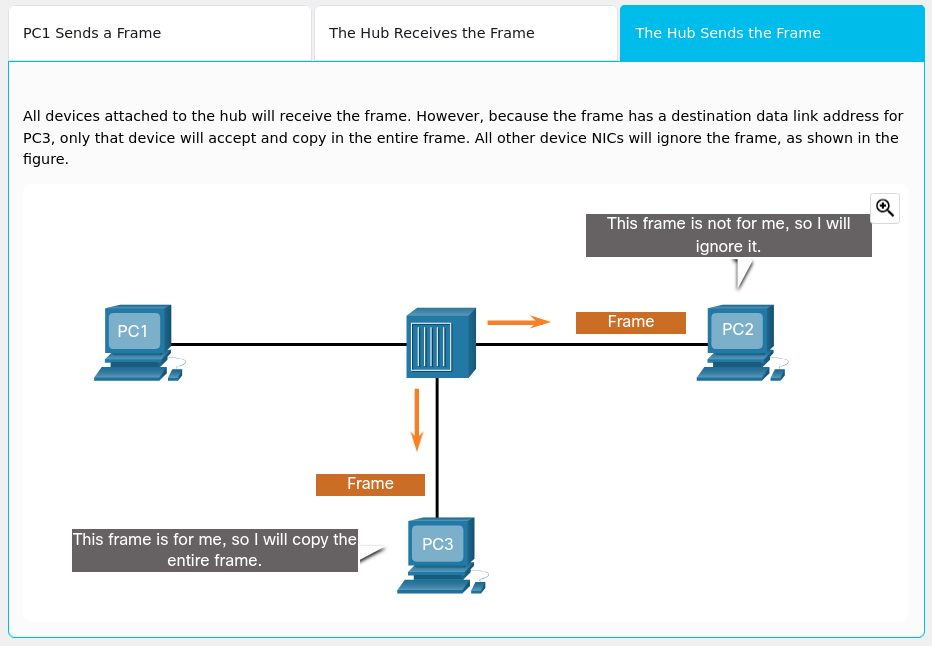 PC1 Sends a Frame
The Hub Receives the Frame
The Hub Sends the Frame
All devices attached to the hub will receive the frame. However, because the frame has a destination data link address for
PC3, only that device will accept and copy in the entire frame. All other device NICs will ignore the frame, as shown in the
figure.
This frame is not for me, so I will
ignore it.
PC1
Frame
PC2
Frame
This frame is for me, so I will copy the
entire frame.
PC3